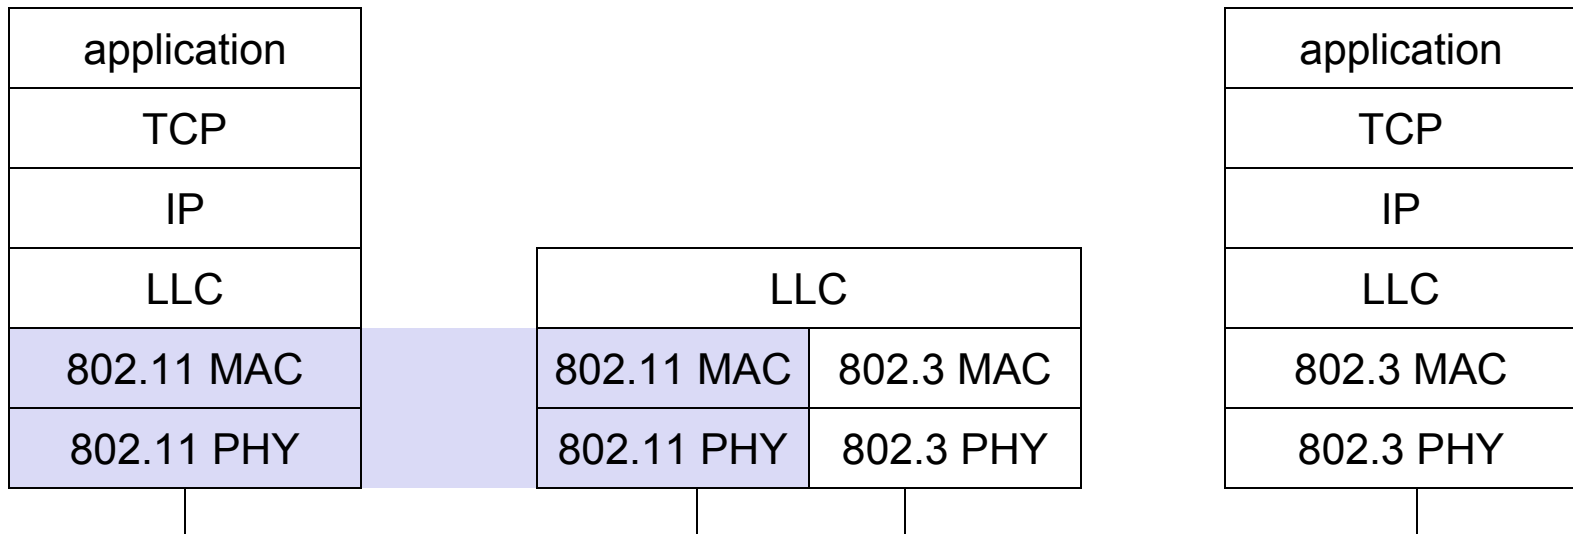 application
TCP
IP
LLC
802.11 MAC
802.11 PHY
LLC
802.11 MAC
802.3 MAC
802.11 PHY
802.3 PHY
application
TCP
IP
LLC
802.3 MAC
802.3 PHY